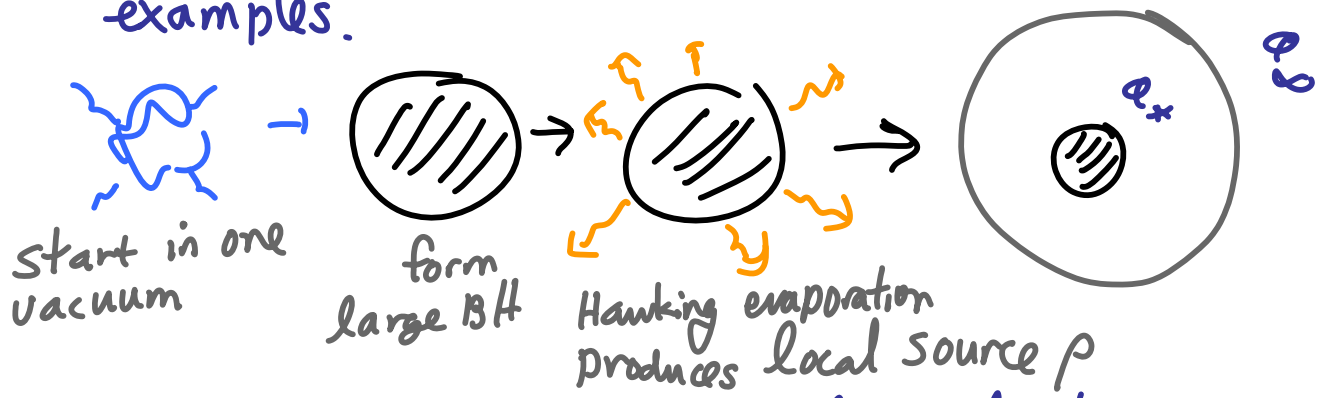 examples.
φ∞
φ*
start in one
vacuum
form
large BH
Hawking evaporation
produces local source ρ